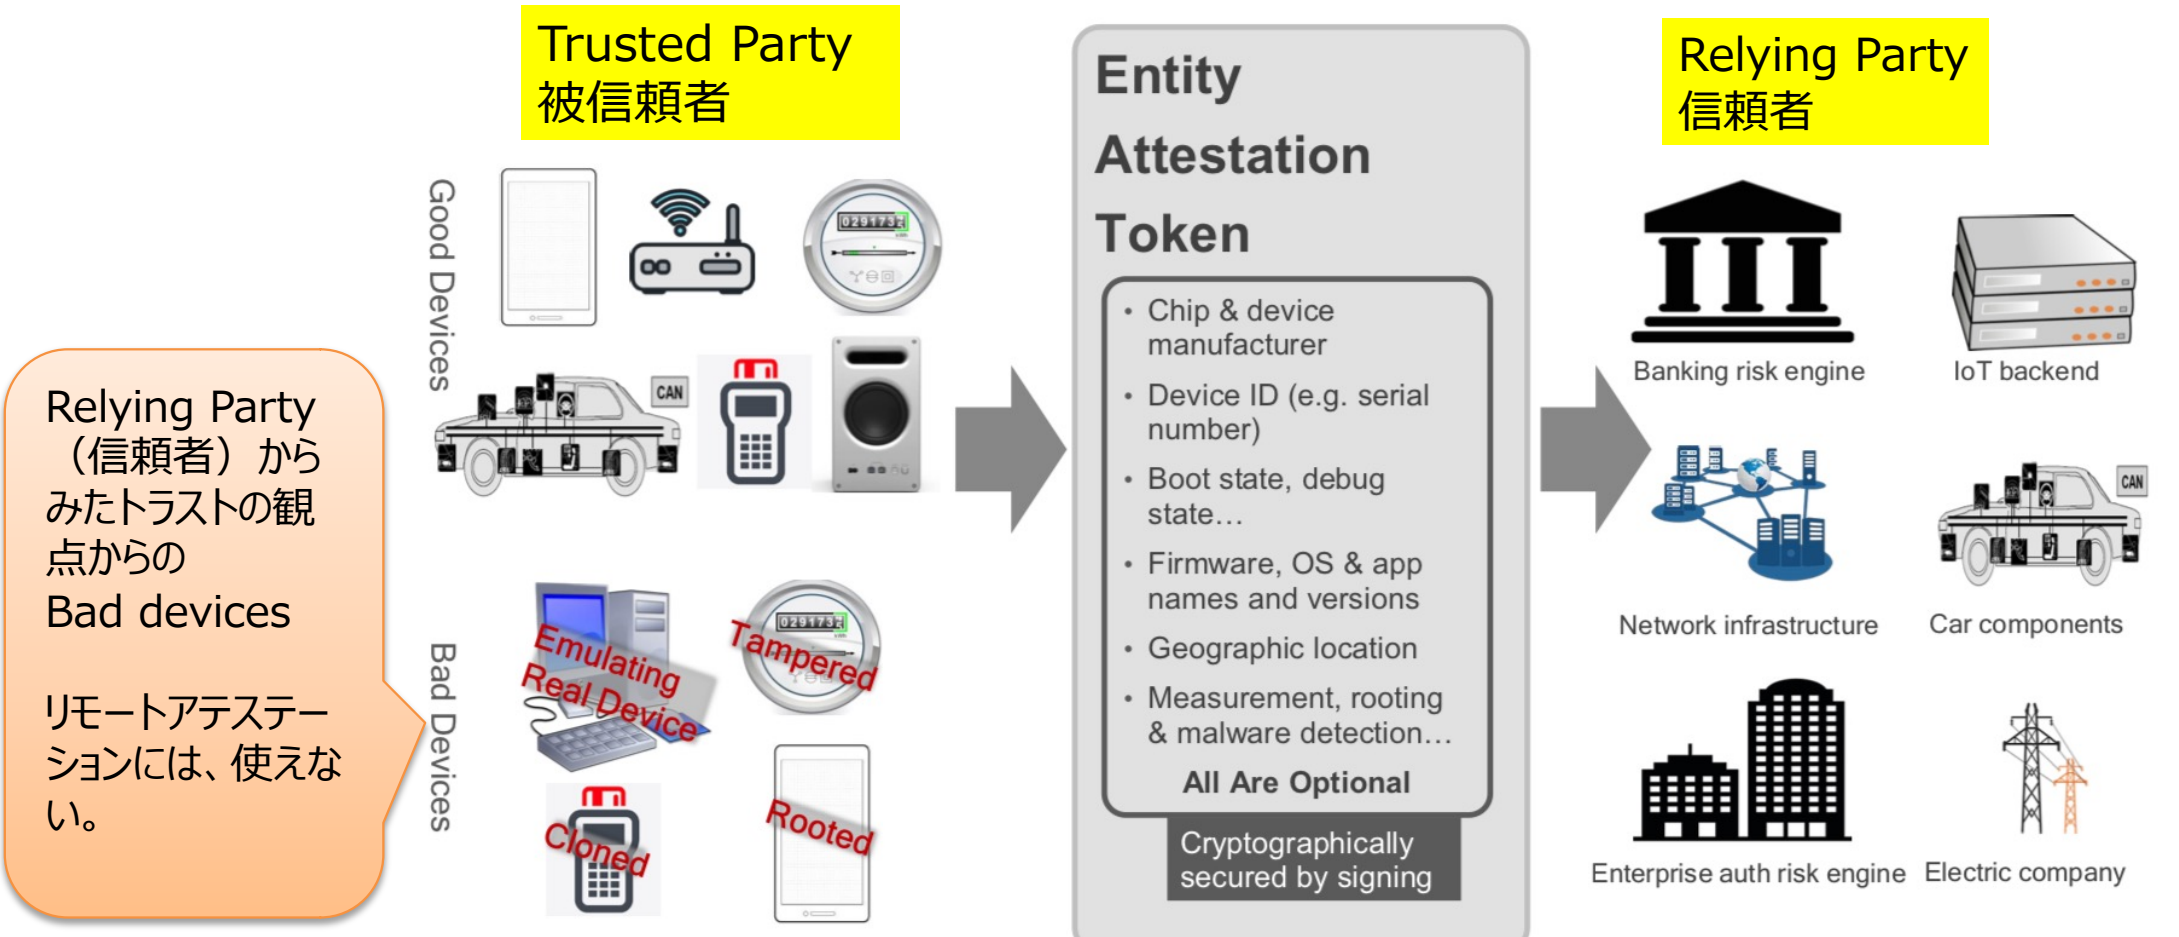 Trusted Party
被信頼者
Relying Party
信頼者
Good Devices
0291732
CAN
Relying Party
（信頼者）から
みたトラストの観
点からの
Bad devices
リモートアテステー
ションには、使えな
い。
Bad Devices
Emulating
Real Device
0291732
Tampered
Cloned
Rooted
Entity
Attestation
Token
• Chip & device
manufacturer
• Device ID (e.g. serial
number)
• Boot state, debug
state…
• Firmware, OS & app
names and versions
• Geographic location
• Measurement, rooting
& malware detection…
All Are Optional
Cryptographically
secured by signing
Banking risk engine
IoT backend
CAN
Network infrastructure
Car components
Enterprise auth risk engine
Electric company